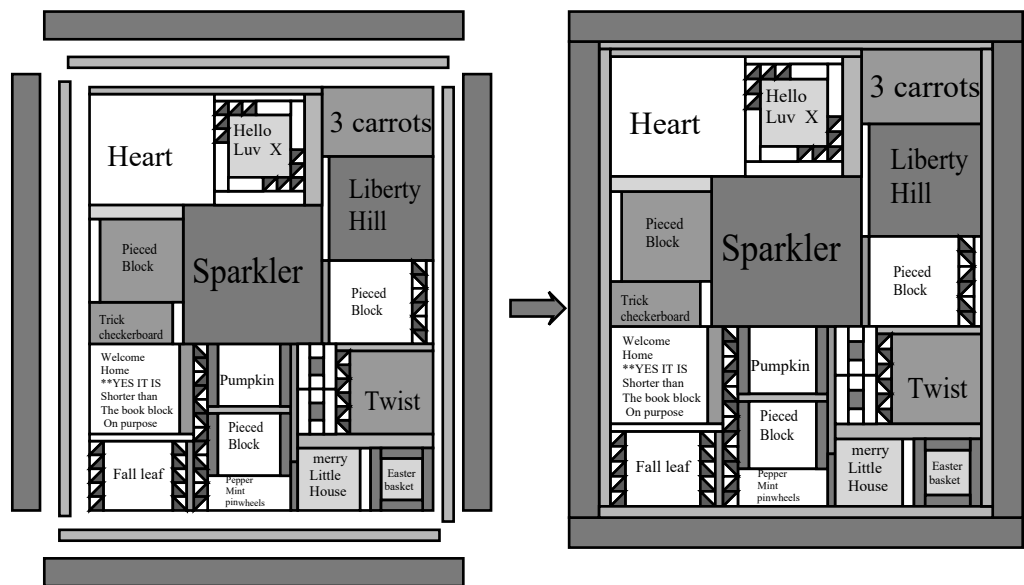 Heart
Hello
Luv X
3 carrots
Liberty
Hill
Pieced
Block
Sparkler
Pieced
Block
Trick
checkerboard
Welcome
Home
**YES IT IS
Shorter than
The book block
On purpose
Pumpkin
Twist
Pieced
Block
Fall leaf
Pepper
Mint
pinwheels
merry
Little
House
Easter
basket
Heart
Hello
Luv X
3 carrots
Liberty
Hill
Pieced
Block
Sparkler
Pieced
Block
Trick
checkerboard
Welcome
Home
**YES IT IS
Shorter than
The book block
On purpose
Pumpkin
Twist
Pieced
Block
Fall leaf
Pepper
Mint
pinwheels
merry
Little
House
Easter
basket